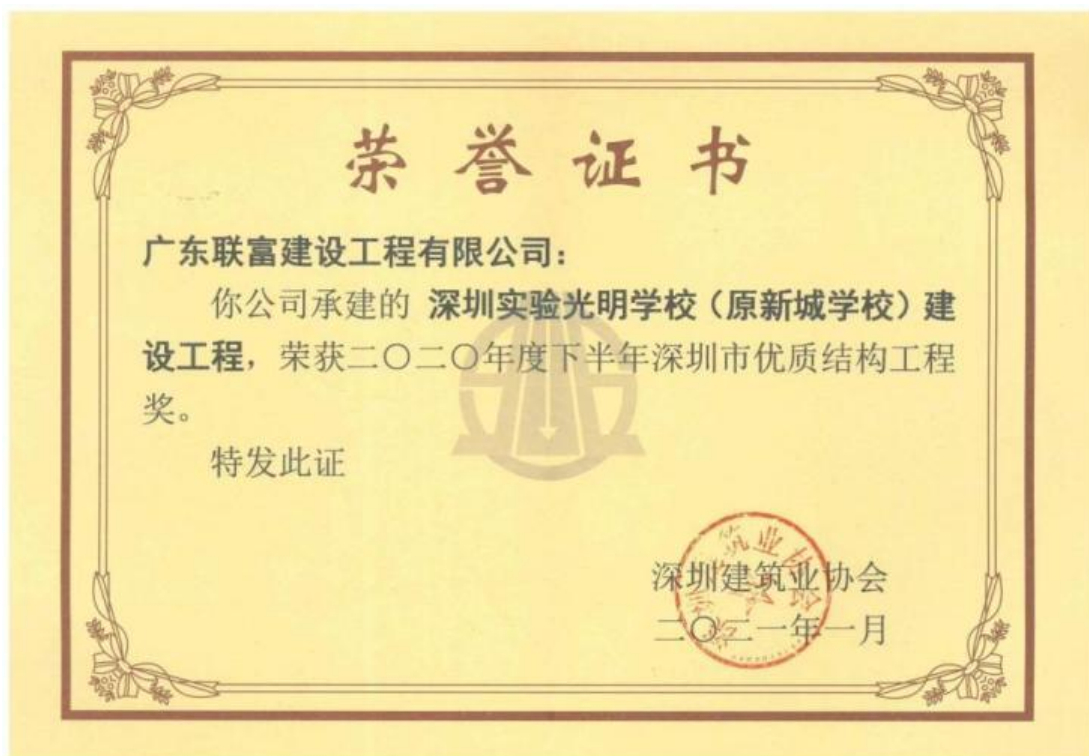 荣誉证书
广东联富建设工程有限公司：
你公司承建的 深圳实验光明学校（原新城学校）建
设工程，荣获二〇二〇年度下半年深圳市优质结构工程
奖。
特发此证
深圳建筑业协会
二〇二一年一月